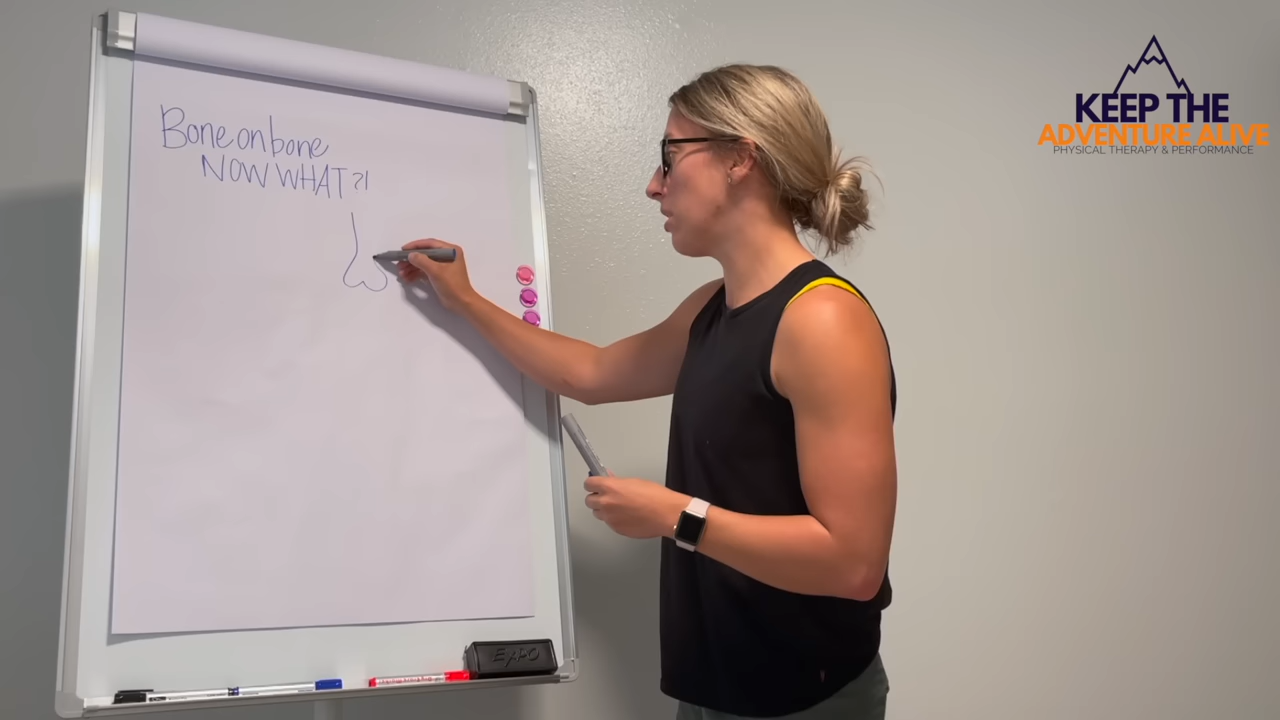 Bone on bone
NOW WHAT?!
KEEP THE
ADVENTURE ALIVE
PHYSICAL THERAPY & PERFORMANCE
EXPO